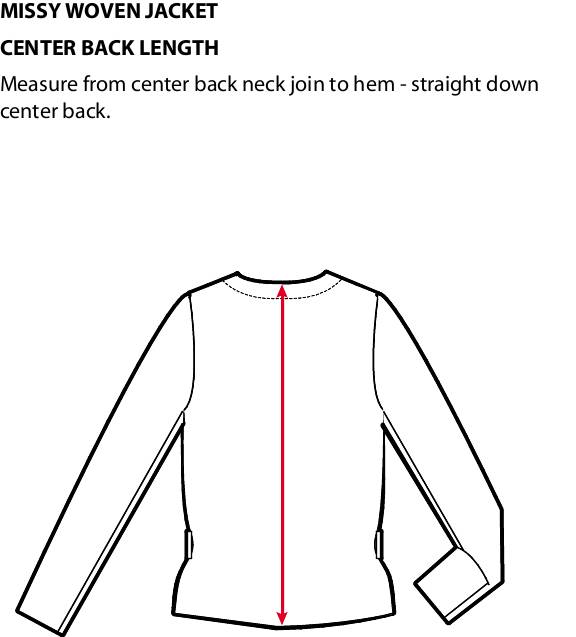 MISSY WOVEN JACKET
CENTER BACK LENGTH
Measure from center back neck join to hem - straight down
center back.